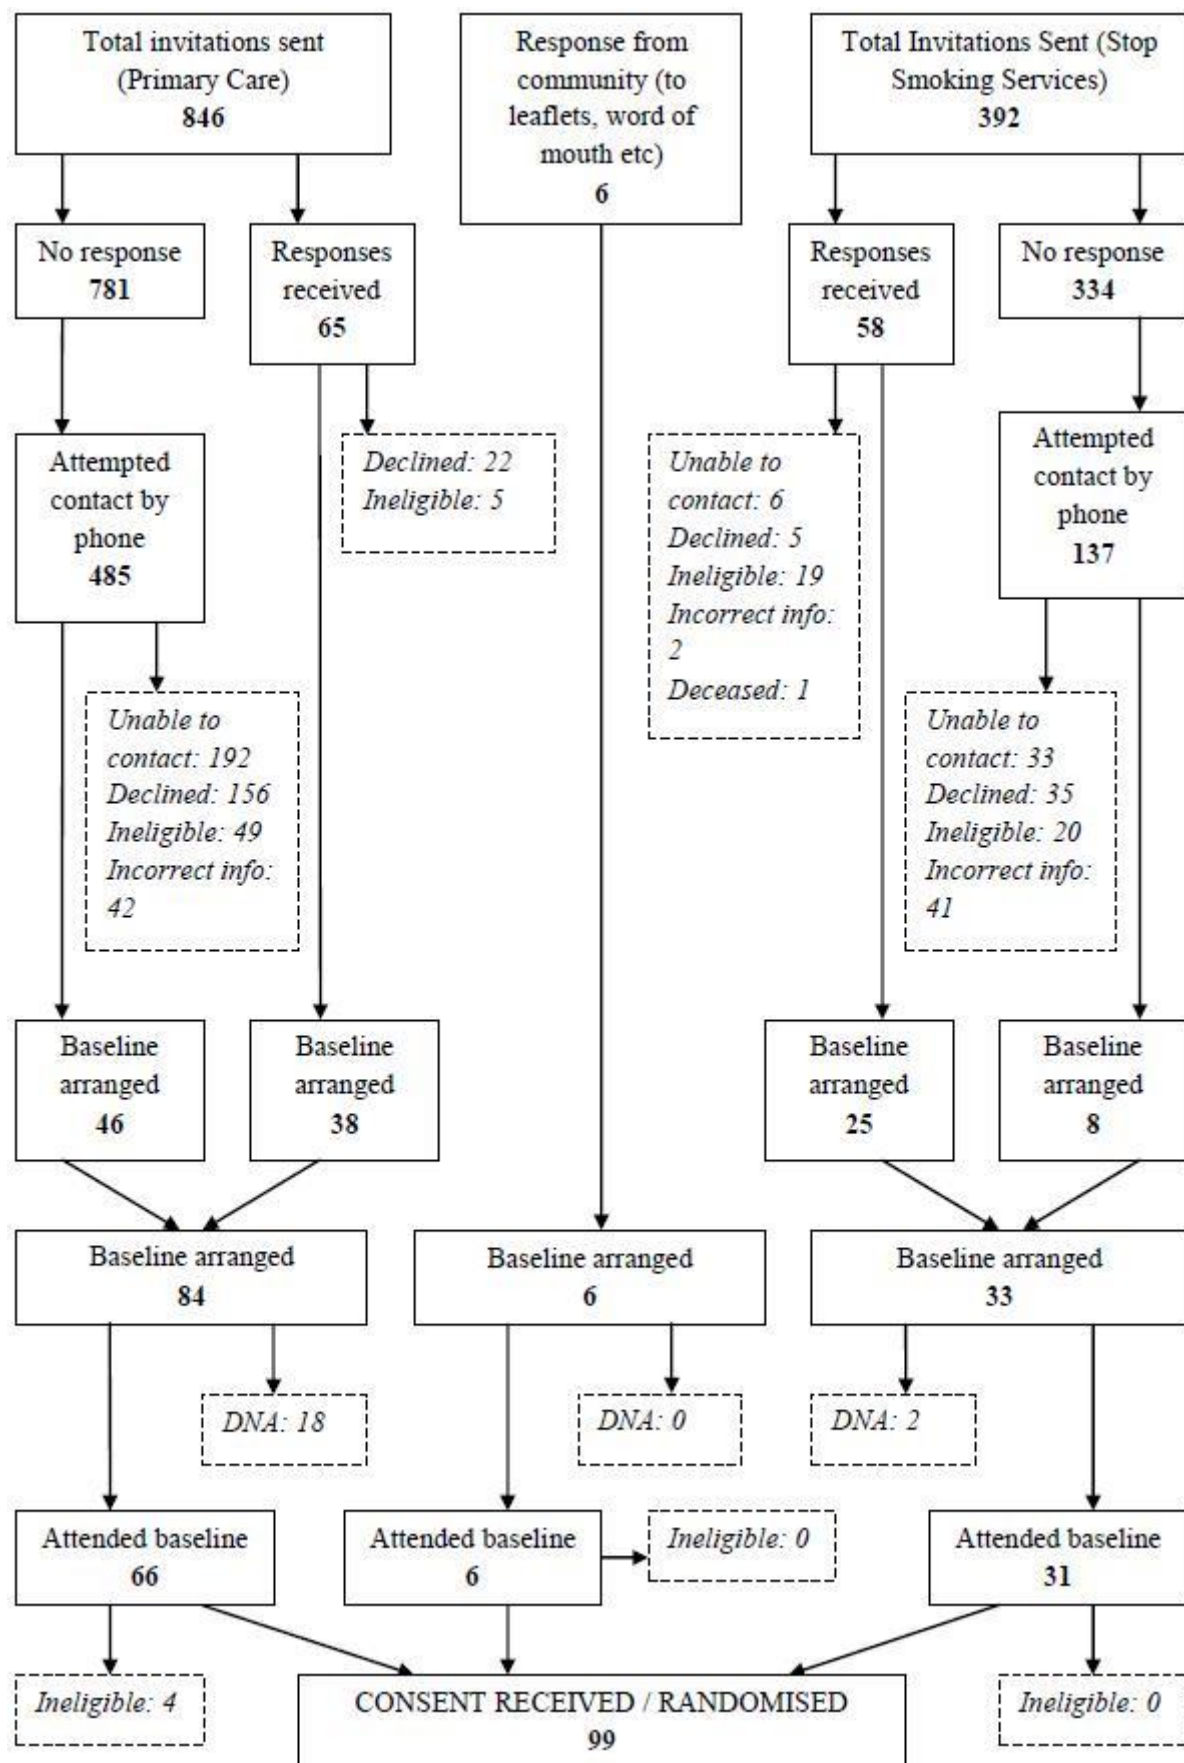 Total invitations sent
(Primary Care)
846
Response from
community (to
leaflets, word of
mouth etc)
6
Total Invitations Sent (Stop
Smoking Services)
392
No response
781
Responses
received
65
Responses
received
58
No response
334
Attempted
contact by
phone
485
Declined: 22
Ineligible: 5
Unable to
contact: 6
Declined: 5
Ineligible: 19
Incorrect info:
2
Deceased: 1
Attempted
contact by
phone
137
Unable to
contact: 192
Declined: 156
Ineligible: 49
Incorrect info:
42
Unable to
contact: 33
Declined: 35
Ineligible: 20
Incorrect info:
41
Baseline
arranged
46
Baseline
arranged
38
Baseline
arranged
25
Baseline
arranged
8
Baseline arranged
84
Baseline arranged
6
Baseline arranged
33
DNA: 18
DNA: 0
DNA: 2
Attended baseline
66
Attended baseline
6
Ineligible: 0
Attended baseline
31
Ineligible: 4
CONSENT RECEIVED / RANDOMISED
99
Ineligible: 0